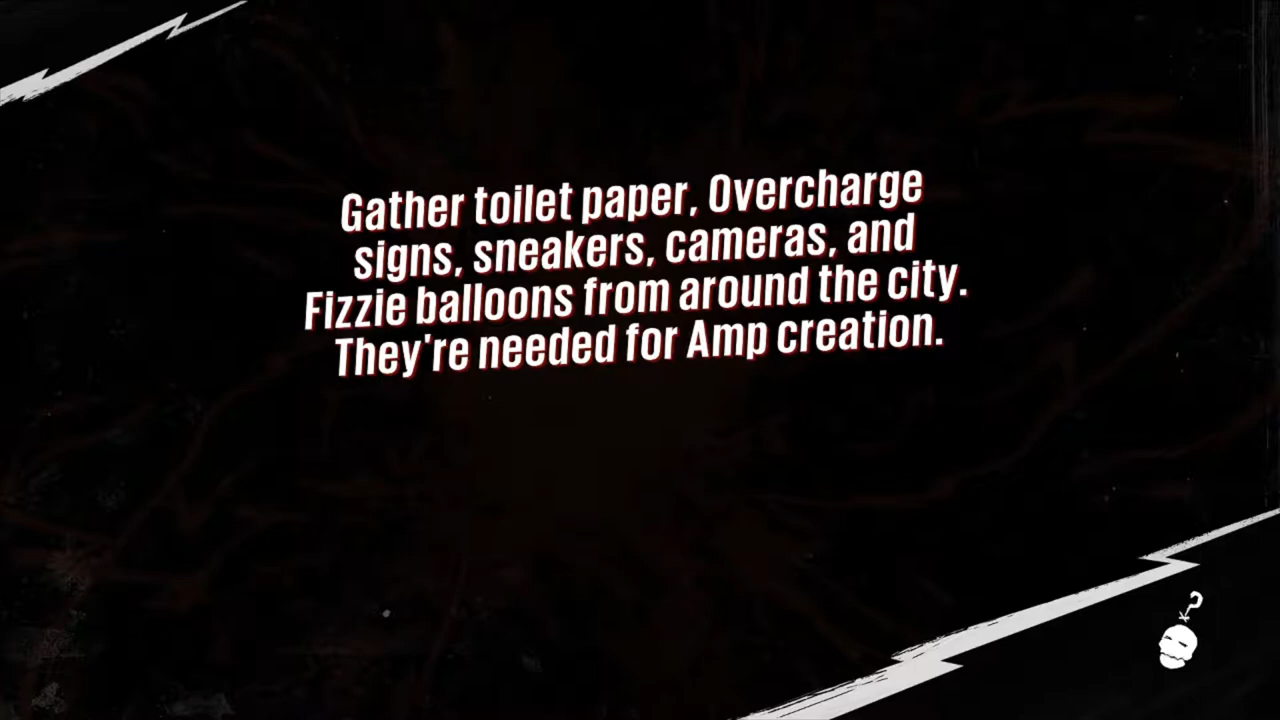 Gather toilet paper, Overcharge
signs, sneakers, cameras, and
Fizzie balloons from around the city.
They're needed for Amp creation.